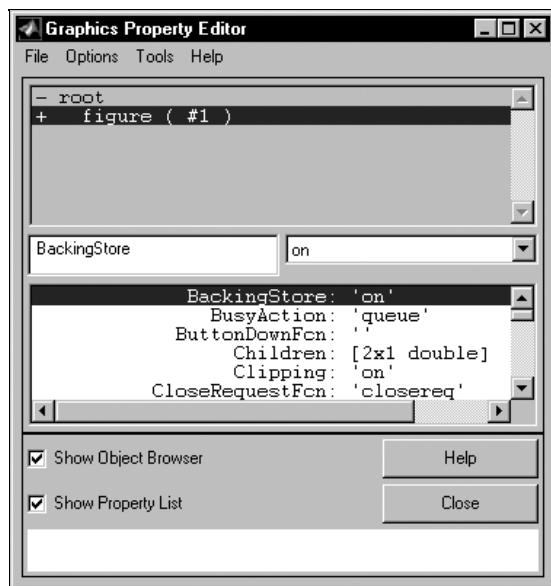 Graphics Property Editor
File Options Tools Help
- root
+ figure ( #1 )
BackingStore on
BackingStore: 'on'
BusyAction: 'queue'
ButtonDownFcn: ''
Children: [2x1 double]
Clipping: 'on'
CloseRequestFcn: 'closereq'
Show Object Browser Help
Show Property List Close